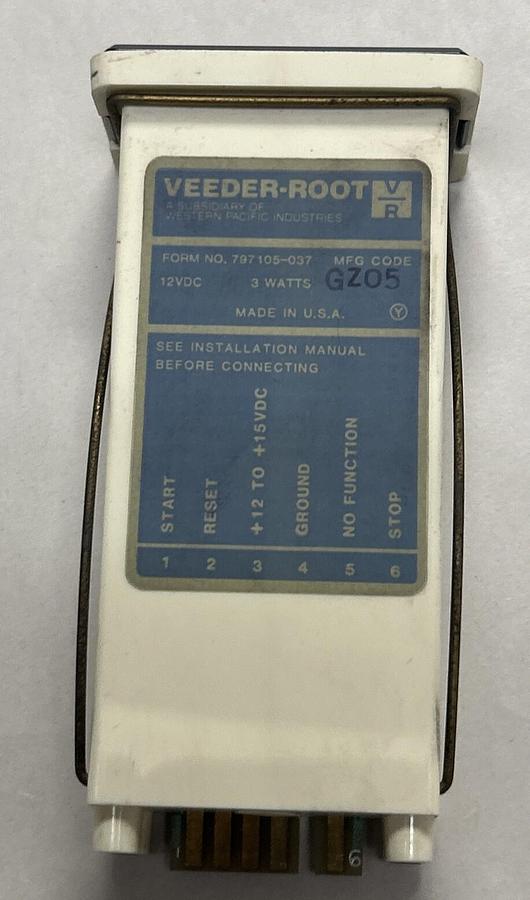 VEEDER-ROOT V R
A SUBSIDIARY OF
WESTERN PACIFIC INDUSTRIES
FORM NO. 797105-037 MFG CODE
12VDC 3 WATTS GZ05
MADE IN U.S.A. Y
SEE INSTALLATION MANUAL
BEFORE CONNECTING
START
RESET
+12 TO +15VDC
GROUND
NO FUNCTION
STOP
1 2 3 4 5 6
6